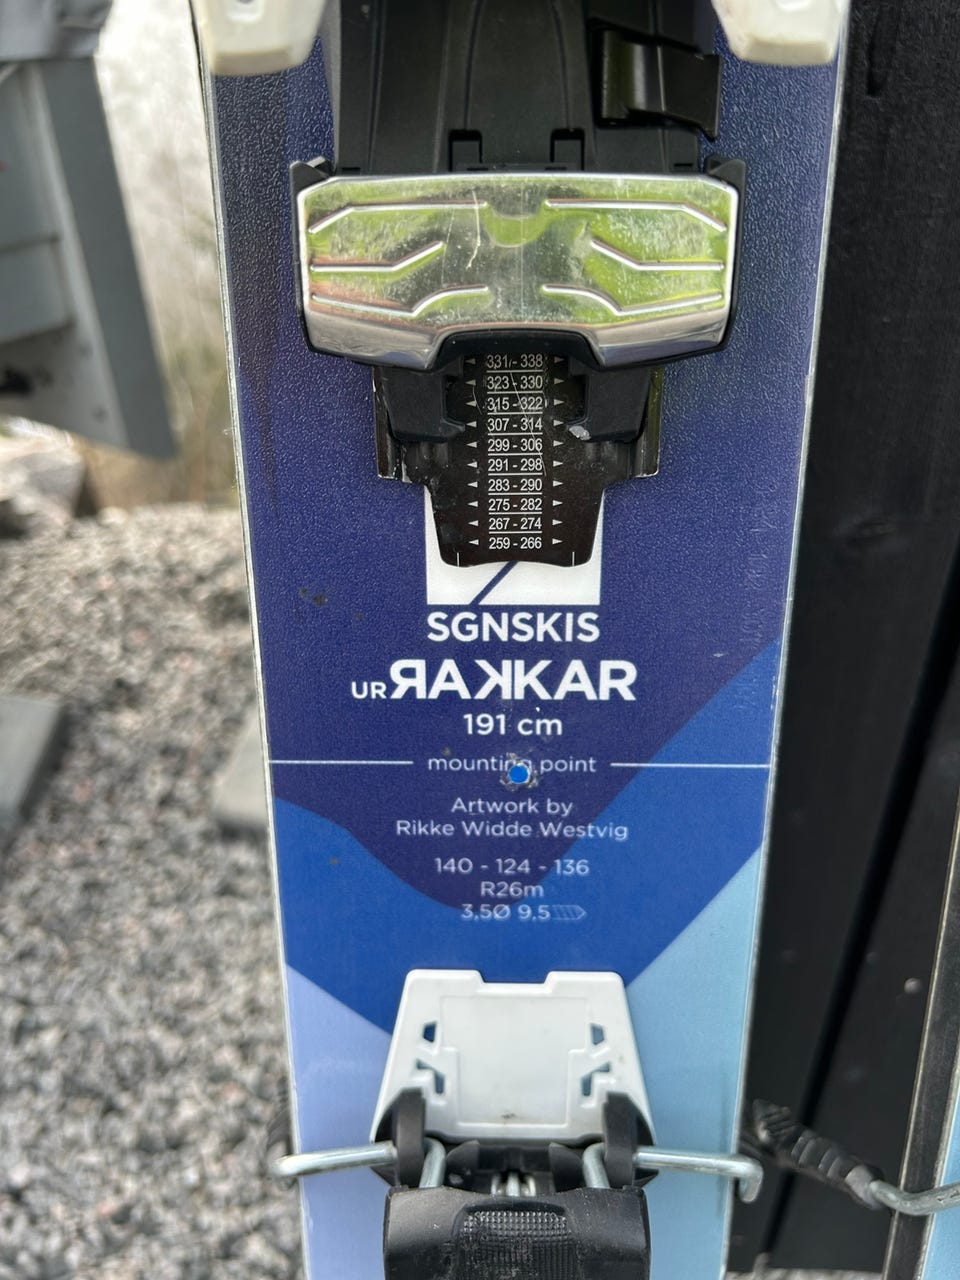 331 - 338
323 - 330
315 - 322
307 - 314
299 - 306
291 - 298
283 - 290
275 - 282
267 - 274
259 - 266
SGNSKIS
UR ЯAꓘKAR
191 cm
mounting point
Artwork by
Rikke Widde Westvig
140 - 124 - 136
R26m
3,5Ø 9,5